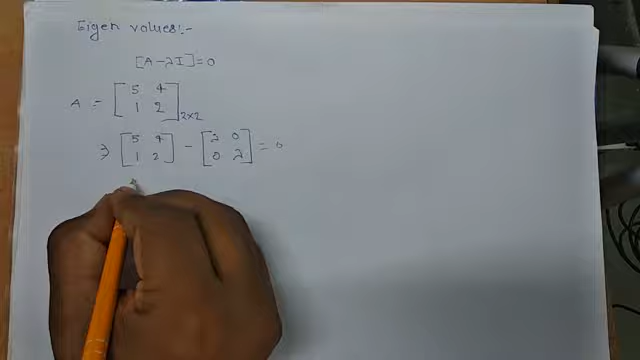 Eigen values:-
[A-λI]=0
A = [5 4
1 2]2×2
⇒ [5 4
1 2] - [λ 0
0 λ] = 0